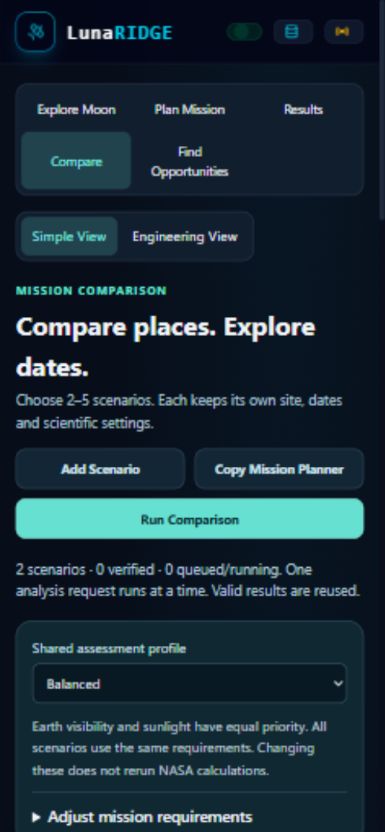 LunaRIDGE
Explore Moon
Plan Mission
Results
Compare
Find
Opportunities
Simple View
Engineering View
MISSION COMPARISON
Compare places. Explore
dates.
Choose 2–5 scenarios. Each keeps its own site, dates
and scientific settings.
Add Scenario
Copy Mission Planner
Run Comparison
2 scenarios · 0 verified · 0 queued/running. One
analysis request runs at a time. Valid results are reused.
Shared assessment profile
Balanced
Earth visibility and sunlight have equal priority. All
scenarios use the same requirements. Changing
these does not rerun NASA calculations.
Adjust mission requirements